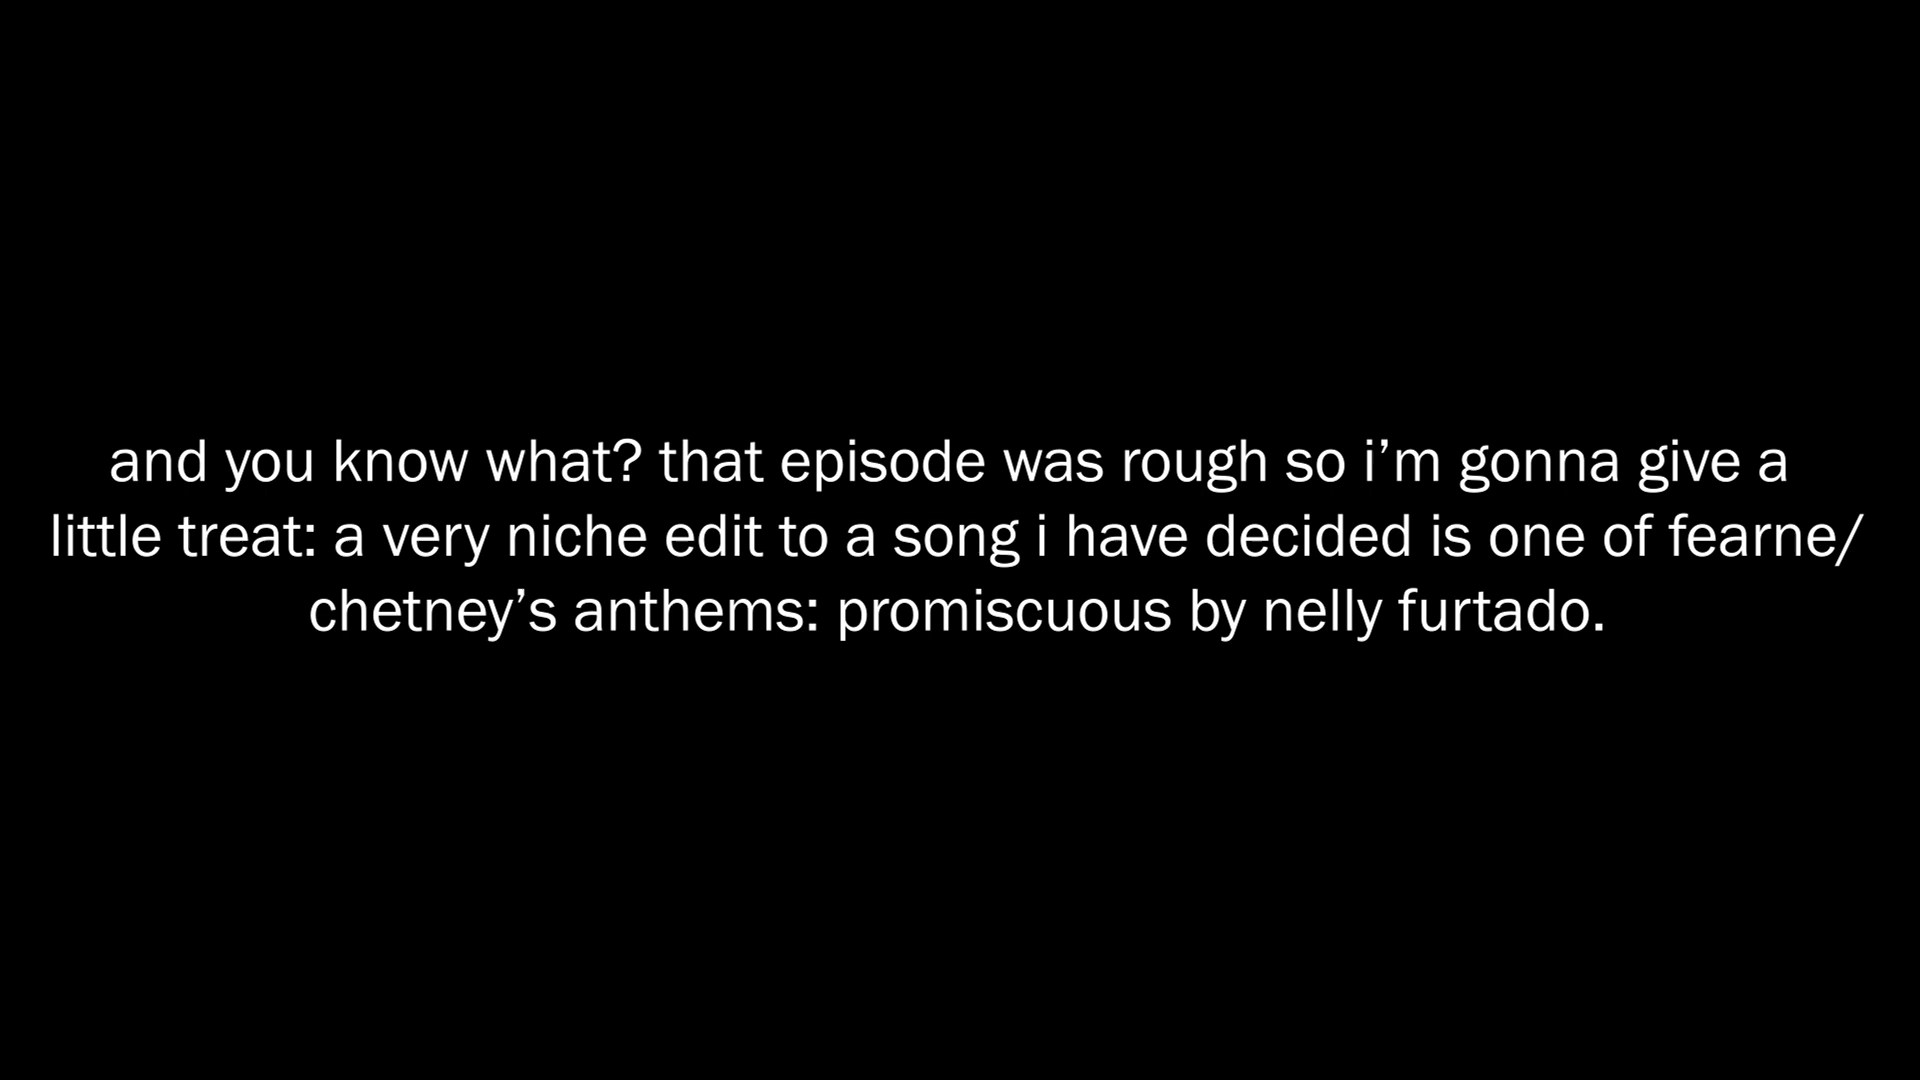 and you know what? that episode was rough so i’m gonna give a
little treat: a very niche edit to a song i have decided is one of fearne/
chetney’s anthems: promiscuous by nelly furtado.